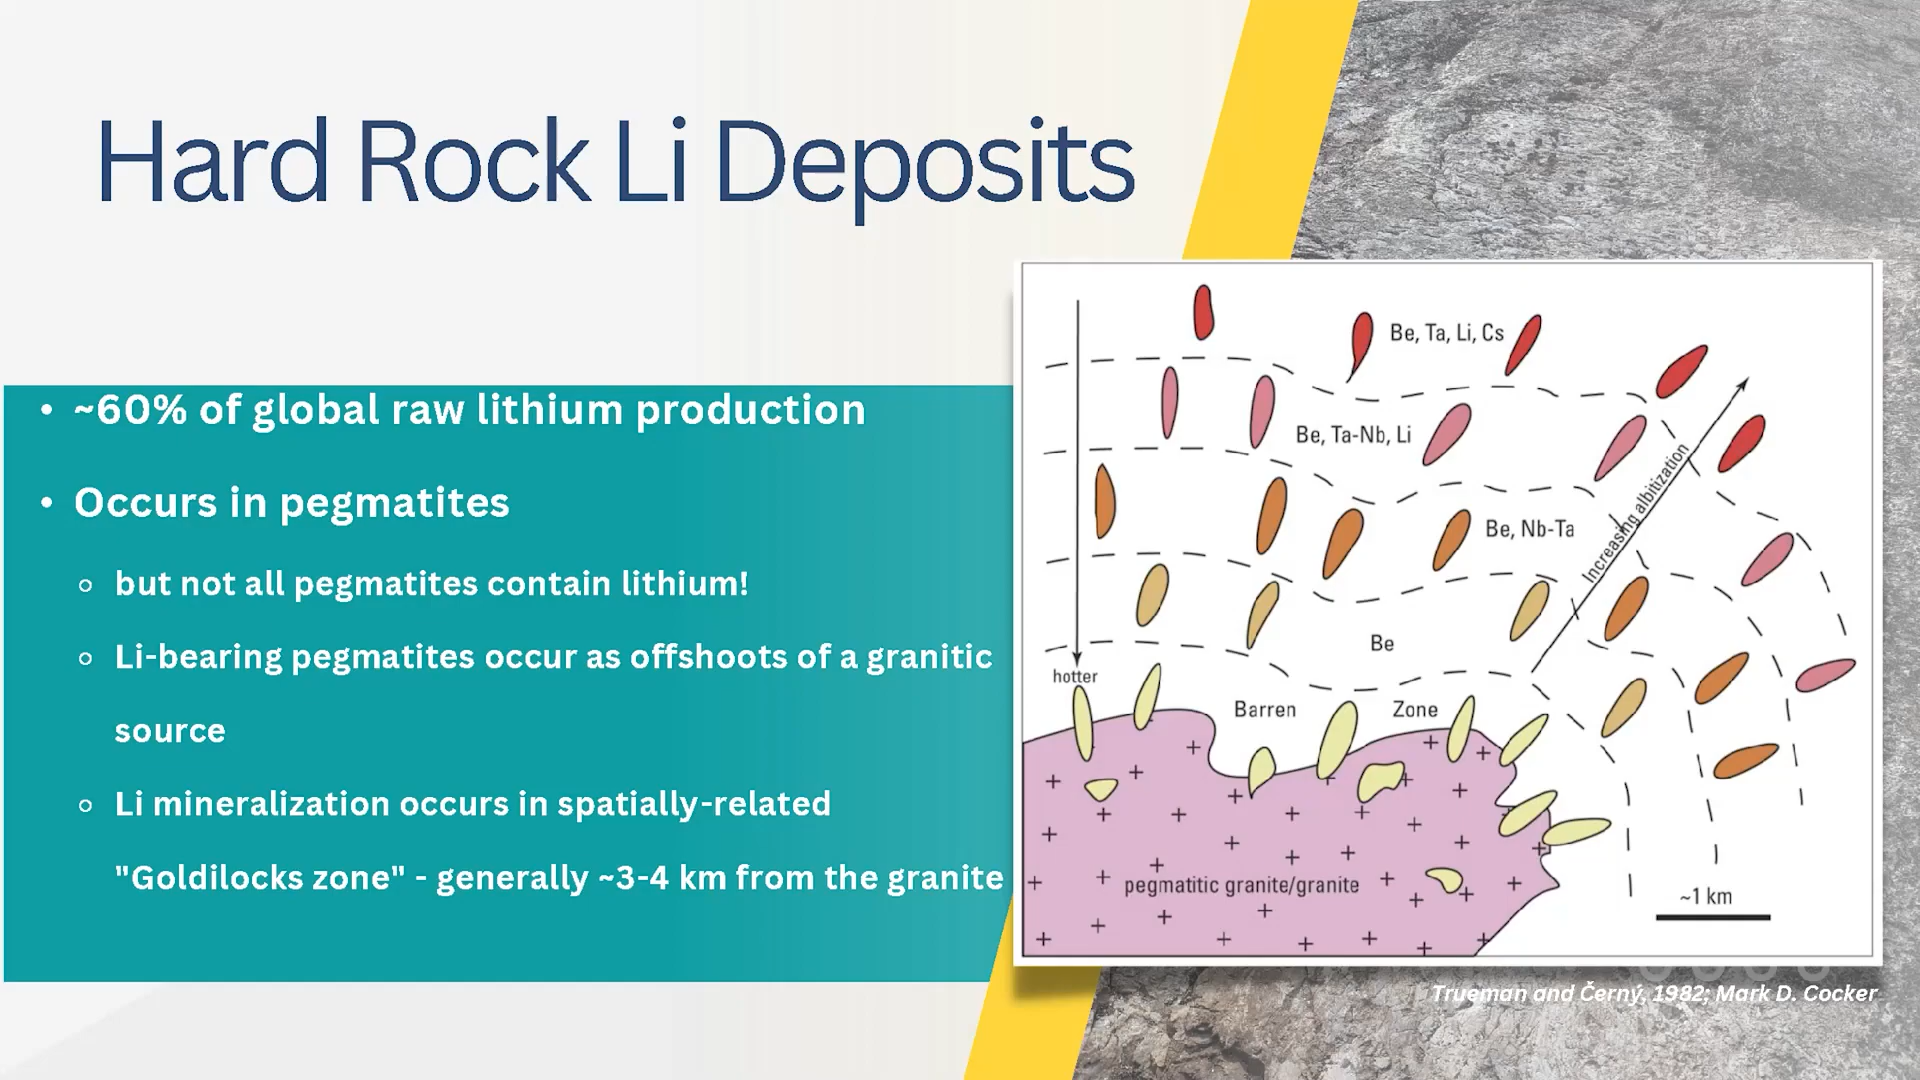 Hard Rock Li Deposits
• ~60% of global raw lithium production
• Occurs in pegmatites
○ but not all pegmatites contain lithium!
○ Li-bearing pegmatites occur as offshoots of a granitic
source
○ Li mineralization occurs in spatially-related
"Goldilocks zone" - generally ~3-4 km from the granite
Be, Ta, Li, Cs
Be, Ta-Nb, Li
Be, Nb-Ta
Increasing albitization
Be
hotter
Barren Zone
pegmatitic granite/granite
~1 km
Trueman and Černý, 1982; Mark D. Cocker